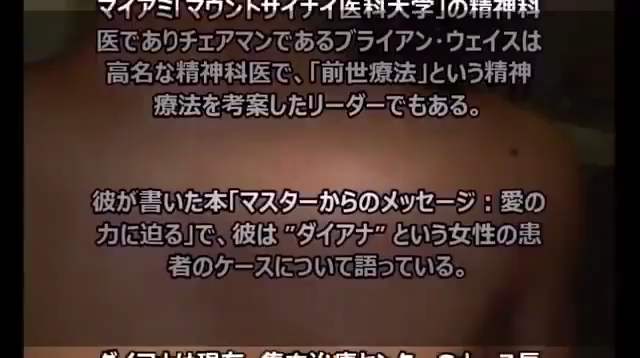 マイアミ「マウントサイナイ医科大学」の精神科
医でありチェアマンであるブライアン・ウェイスは
高名な精神科医で、「前世療法」という精神
療法を考案したリーダーでもある。
彼が書いた本「マスターからのメッセージ：愛の
力に迫る」で、彼は ”ダイアナ” という女性の患
者のケースについて語っている。